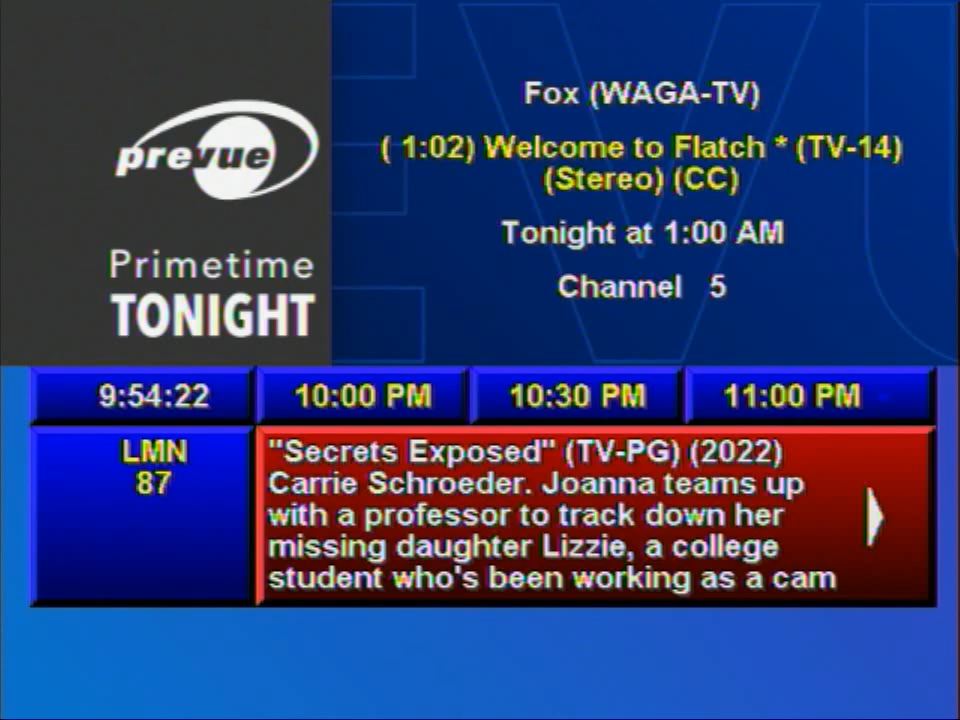 prevue
Primetime
TONIGHT
Fox (WAGA-TV)
( 1:02) Welcome to Flatch * (TV-14)
(Stereo) (CC)
Tonight at 1:00 AM
Channel 5
9:54:22
10:00 PM
10:30 PM
11:00 PM
LMN
87
"Secrets Exposed" (TV-PG) (2022)
Carrie Schroeder. Joanna teams up
with a professor to track down her
missing daughter Lizzie, a college
student who's been working as a cam